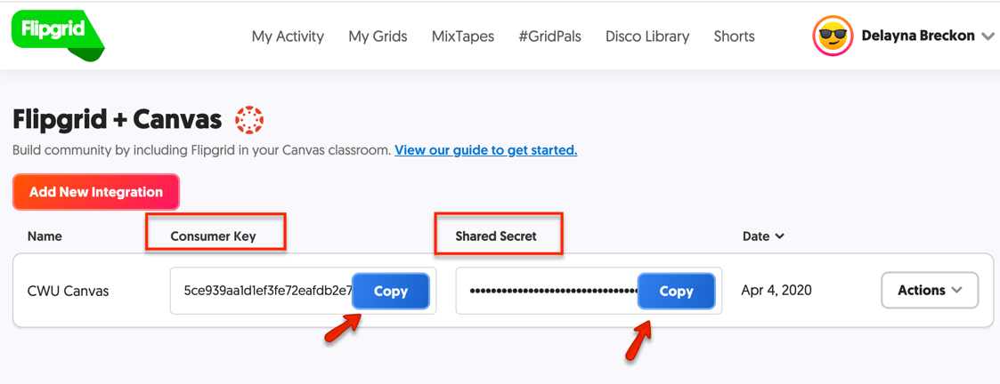 Flipgrid
My Activity My Grids MixTapes #GridPals Disco Library Shorts Delayna Breckon
Flipgrid + Canvas
Build community by including Flipgrid in your Canvas classroom. View our guide to get started.
Add New Integration
Name Consumer Key Shared Secret Date
CWU Canvas 5ce939aa1d1ef3fe72eafdb2e7 Copy •••••••••••••••••••••••••••••••• Copy Apr 4, 2020 Actions